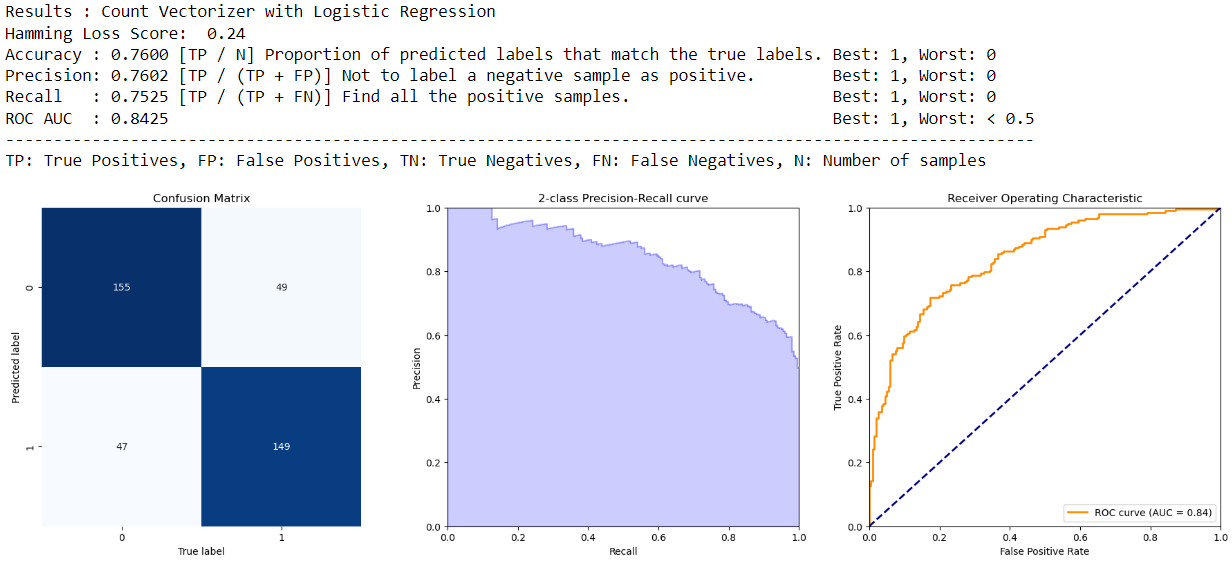 Results : Count Vectorizer with Logistic Regression
Hamming Loss Score:  0.24
Accuracy : 0.7600 [TP / N] Proportion of predicted labels that match the true labels. Best: 1, Worst: 0
Precision: 0.7602 [TP / (TP + FP)] Not to label a negative sample as positive.        Best: 1, Worst: 0
Recall   : 0.7525 [TP / (TP + FN)] Find all the positive samples.                     Best: 1, Worst: 0
ROC AUC  : 0.8425                                                                     Best: 1, Worst: < 0.5
-------------------------------------------------------------------------------------------------------
TP: True Positives, FP: False Positives, TN: True Negatives, FN: False Negatives, N: Number of samples
Confusion Matrix
Predicted label
0
1
155
49
47
149
0
1
True label
2-class Precision-Recall curve
Precision
1.0
0.8
0.6
0.4
0.2
0.0
0.0
0.2
0.4
0.6
0.8
1.0
Recall
Receiver Operating Characteristic
True Positive Rate
1.0
0.8
0.6
0.4
0.2
0.0
ROC curve (AUC = 0.84)
0.0
0.2
0.4
0.6
0.8
1.0
False Positive Rate